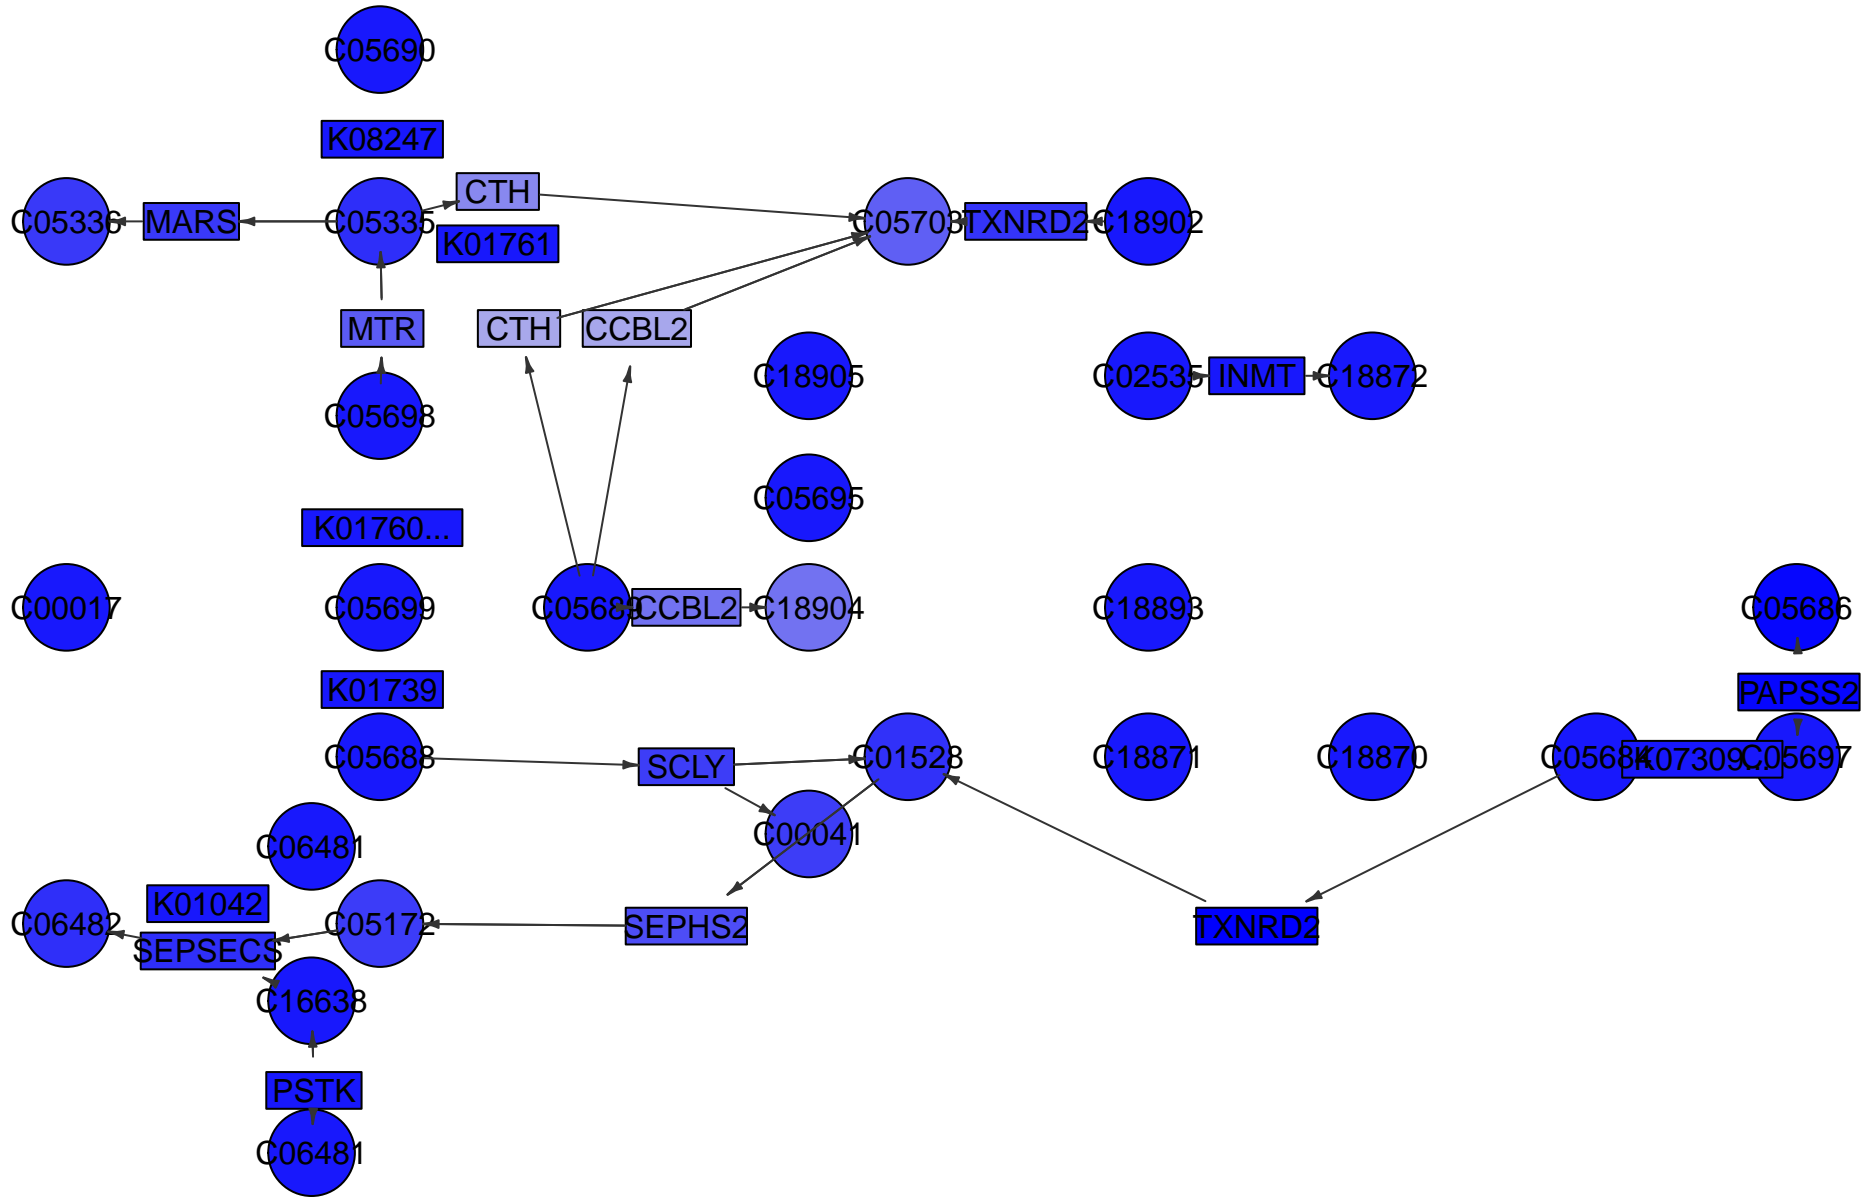 C05690
K08247
CTH
C05336
MARS
C05335
C05703
TXNRD2
C18902
K01761
MTR
CTH
CCBL2
C18905
C02535
INMT
C18872
C05698
C05695
K01760...
C00017
C05699
C05689
CCBL2
C18904
C18893
C05686
K01739
PAPSS2
C05688
SCLY
C01528
C18871
C18870
C05684
K07309...
C05697
C00041
C06481
K01042
C06482
C05172
SEPHS2
TXNRD2
SEPSECS
C16638
PSTK
C06481